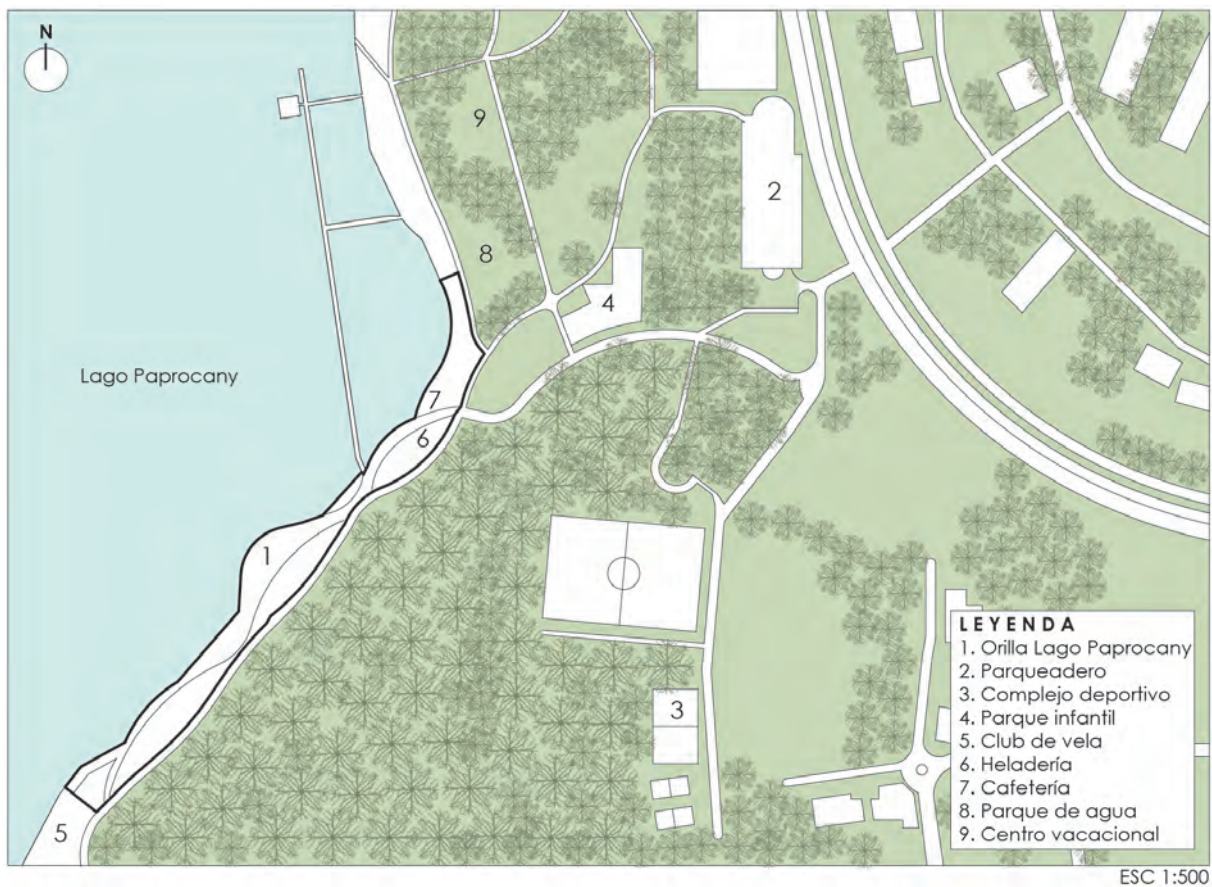 N
9
2
8
4
Lago Paprocany
7
6
1
3
5
LEYENDA
1. Orilla Lago Paprocany
2. Parqueadero
3. Complejo deportivo
4. Parque infantil
5. Club de vela
6. Heladería
7. Cafetería
8. Parque de agua
9. Centro vacacional
ESC 1:500